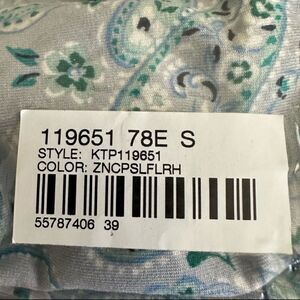 119651 78E S
STYLE: KTP119651
COLOR: ZNCPSLFLRH
55787406 39